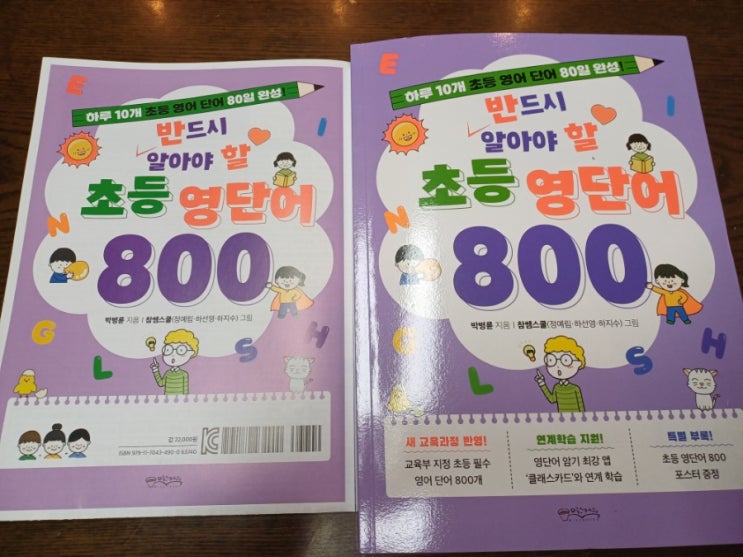 E
하루 10개 초등 영어 단어 80일 완성!
반드시
알아야 할
I
초등 영단어
N
800
박병륜 지음 | 참쌤스쿨(정예림·하선영·하지수) 그림
G
L
S
H
값 22,000원
KC
E
하루 10개 초등 영어 단어 80일 완성!
반드시
알아야 할
I
초등 영단어
N
800
박병륜 지음 | 참쌤스쿨(정예림·하선영·하지수) 그림
G
L
S
H
새 교육과정 반영!
교육부 지정 초등 필수
영어 단어 800개
연계학습 지원!
영단어 암기 최강 앱
‘클래스카드’와 연계 학습
특별 부록!
초등 영단어 800
포스터 증정